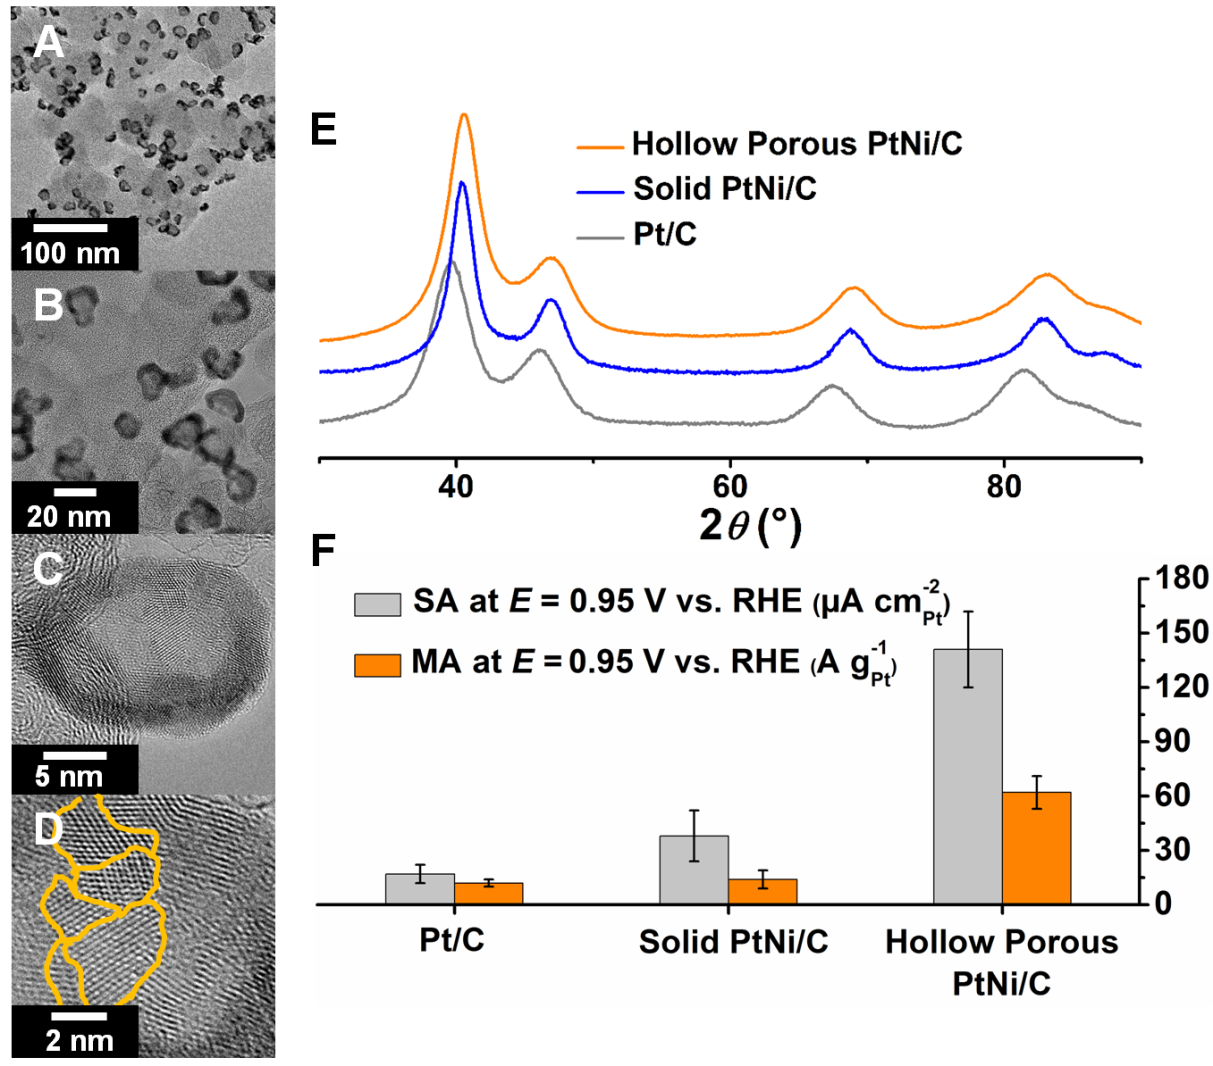 A
100 nm
B
20 nm
C
5 nm
D
2 nm
E
Hollow Porous PtNi/C
Solid PtNi/C
Pt/C
40 60 80
2θ (°)
F
SA at E = 0.95 V vs. RHE (µA cm-2Pt)
MA at E = 0.95 V vs. RHE (A g-1Pt)
180
150
120
90
60
30
0
Pt/C
Solid PtNi/C
Hollow Porous
PtNi/C